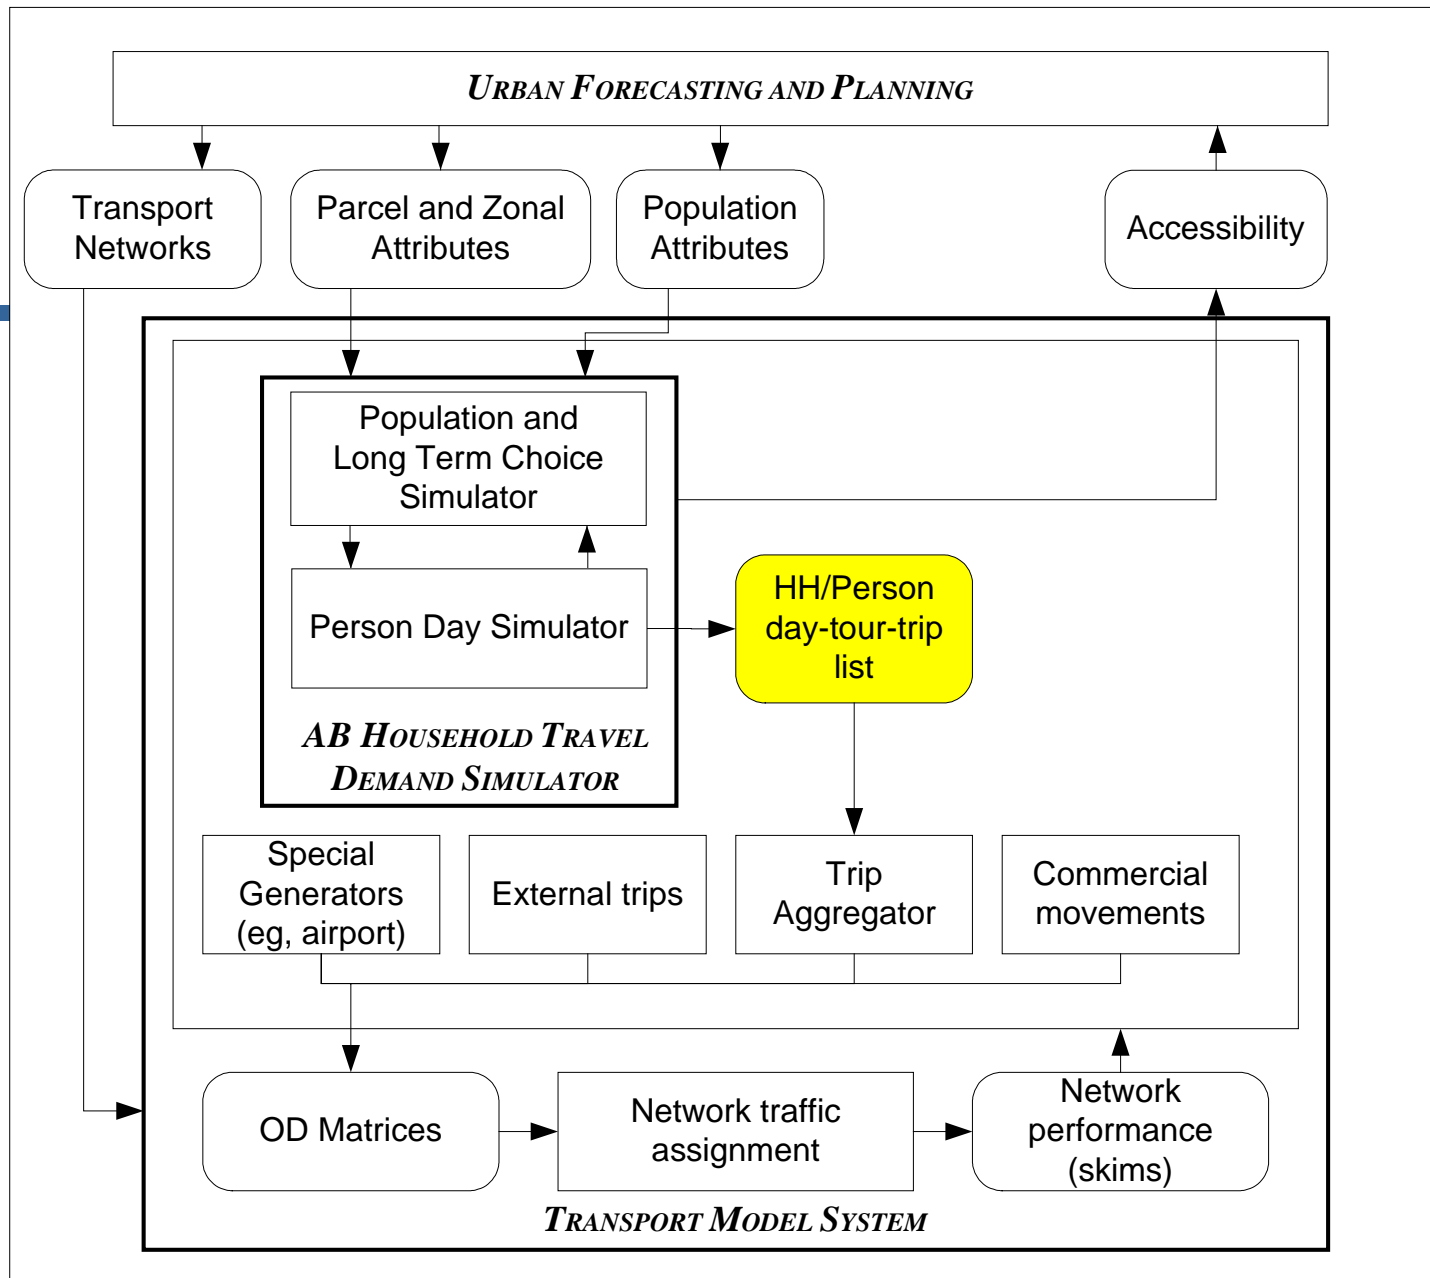 URBAN FORECASTING AND PLANNING
Transport
Networks
Parcel and Zonal
Attributes
Population
Attributes
Accessibility
Population and
Long Term Choice
Simulator
Person Day Simulator
HH/Person
day-tour-trip
list
AB HOUSEHOLD TRAVEL
DEMAND SIMULATOR
Special
Generators
(eg, airport)
External trips
Trip
Aggregator
Commercial
movements
OD Matrices
Network traffic
assignment
Network
performance
(skims)
TRANSPORT MODEL SYSTEM